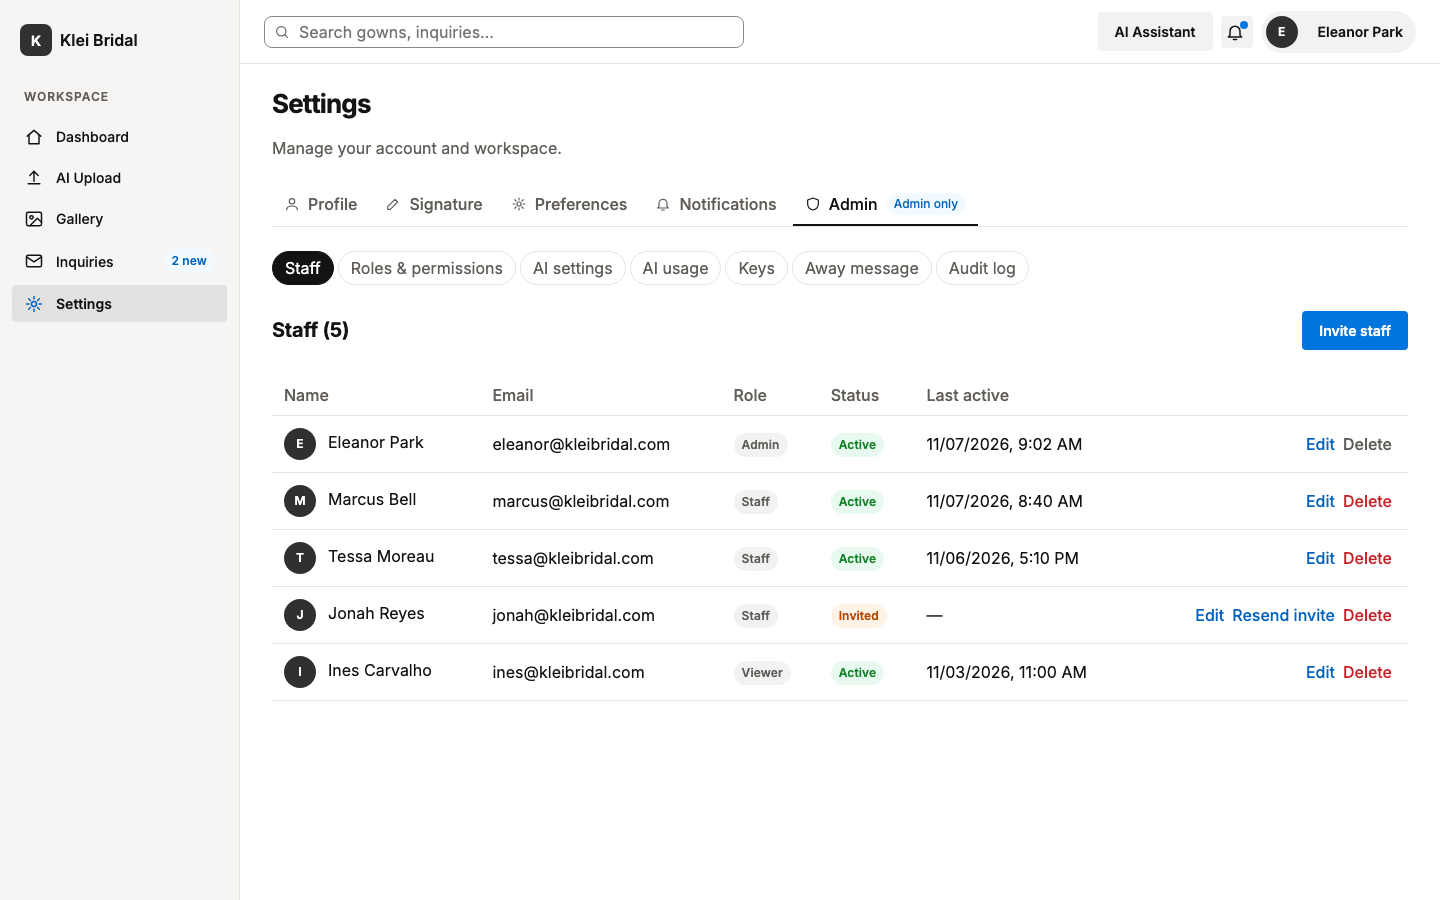 K Klei Bridal
Search gowns, inquiries...
AI Assistant
E Eleanor Park
WORKSPACE
Dashboard
AI Upload
Gallery
Inquiries 2 new
Settings
Settings
Manage your account and workspace.
Profile Signature Preferences Notifications Admin Admin only
Staff Roles & permissions AI settings AI usage Keys Away message Audit log
Staff (5) Invite staff
Name Email Role Status Last active
E Eleanor Park eleanor@kleibridal.com Admin Active 11/07/2026, 9:02 AM Edit Delete
M Marcus Bell marcus@kleibridal.com Staff Active 11/07/2026, 8:40 AM Edit Delete
T Tessa Moreau tessa@kleibridal.com Staff Active 11/06/2026, 5:10 PM Edit Delete
J Jonah Reyes jonah@kleibridal.com Staff Invited — Edit Resend invite Delete
I Ines Carvalho ines@kleibridal.com Viewer Active 11/03/2026, 11:00 AM Edit Delete